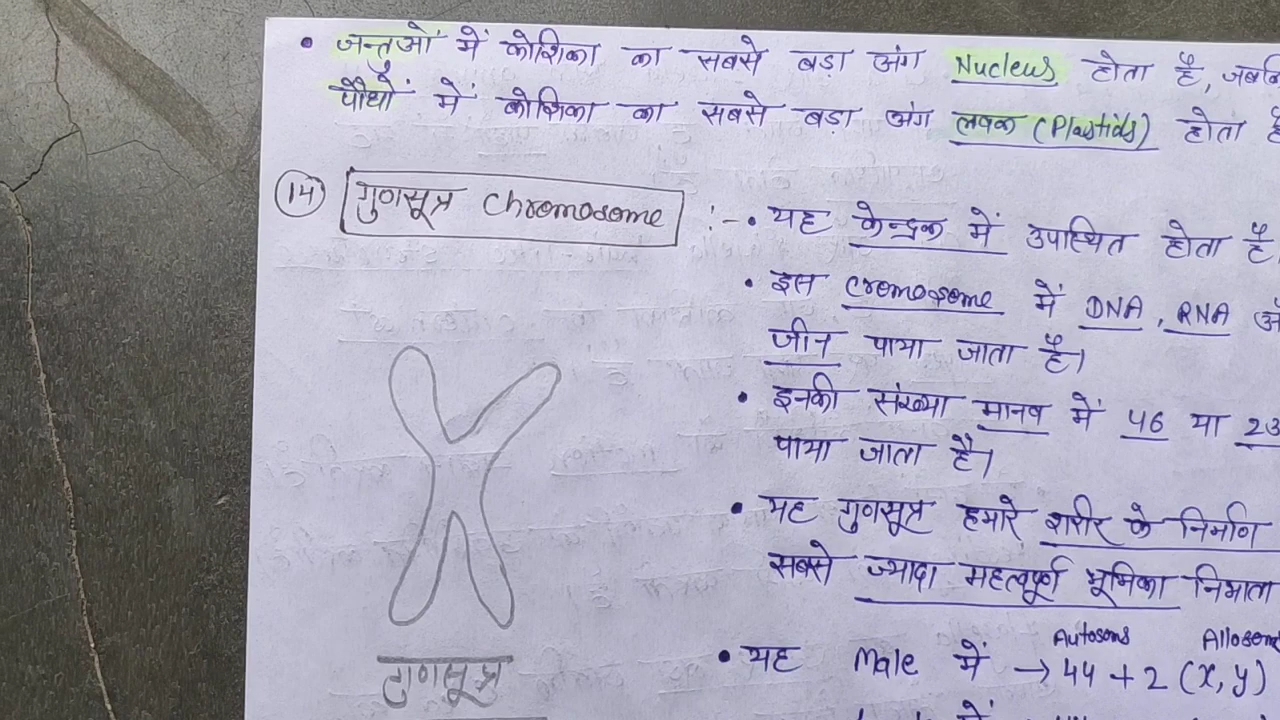 • जन्तुओं में कोशिका का सबसे बड़ा अंग Nucleus होता है, जबकि
पौधों में कोशिका का सबसे बड़ा अंग लवक (Plastids) होता है
(14) गुणसूत्र Chromosome :- • यह केन्द्रक में उपस्थित होता है।
• इस Cromosome में DNA, RNA
जीन पाया जाता है।
• इनकी संख्या मानव में 46 या 23
पाया जाता है।
• यह गुणसूत्र हमारे शरीर के निर्माण
सबसे ज्यादा महत्वपूर्ण भूमिका निभाता
Autosoms
• यह Male में → 44 + 2 (x, y)
गुणसूत्र
में